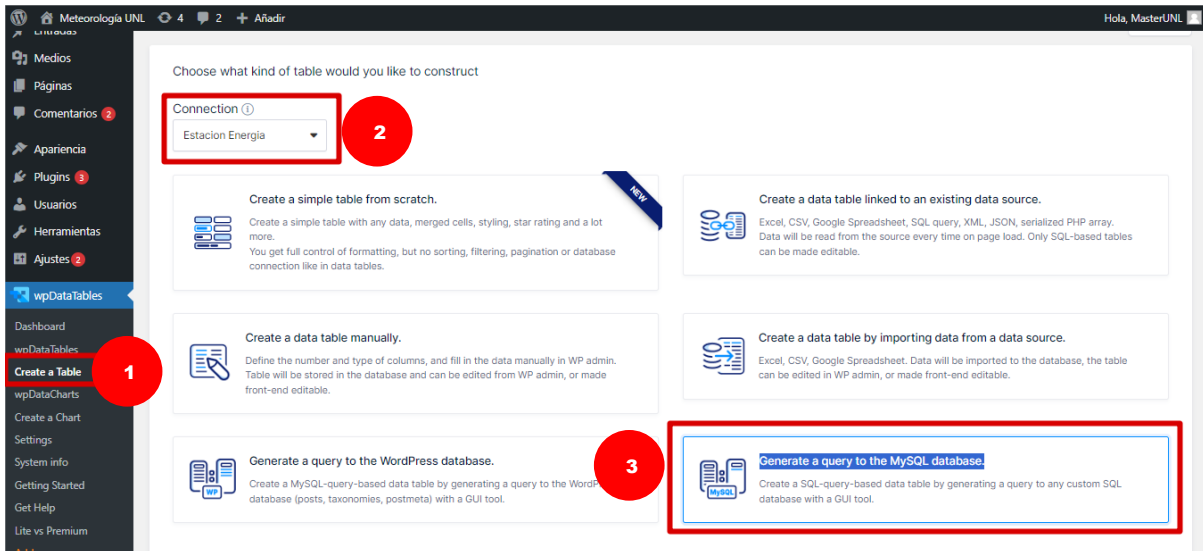 Meteorología UNL 4 2 Añadir Hola, MasterUNL
Entradas
Medios
Páginas
Comentarios 2
Apariencia
Plugins 3
Usuarios
Herramientas
Ajustes 2
wpDataTables
Dashboard
wpDataTables
Create a Table
1
wpDataCharts
Create a Chart
Settings
System info
Getting Started
Get Help
Lite vs Premium
Choose what kind of table would you like to construct
Connection
Estacion Energia
2
Create a simple table from scratch.
NEW
Create a simple table with any data, merged cells, styling, star rating and a lot
more.
You get full control of formatting, but no sorting, filtering, pagination or database
connection like in data tables.
Create a data table linked to an existing data source.
Excel, CSV, Google Spreadsheet, SQL query, XML, JSON, serialized PHP array.
Data will be read from the source every time on page load. Only SQL-based tables
can be made editable.
Create a data table manually.
Define the number and type of columns, and fill in the data manually in WP admin.
Table will be stored in the database and can be edited from WP admin, or made
front-end editable.
Create a data table by importing data from a data source.
Excel, CSV, Google Spreadsheet. Data will be imported to the database, the table
can be edited in WP admin, or made front-end editable.
WP
Generate a query to the WordPress database.
Create a MySQL-query-based data table by generating a query to the WordP
database (posts, taxonomies, postmeta) with a GUI tool.
3
MySQL
Generate a query to the MySQL database.
Create a SQL-query-based data table by generating a query to any custom SQL
database with a GUI tool.